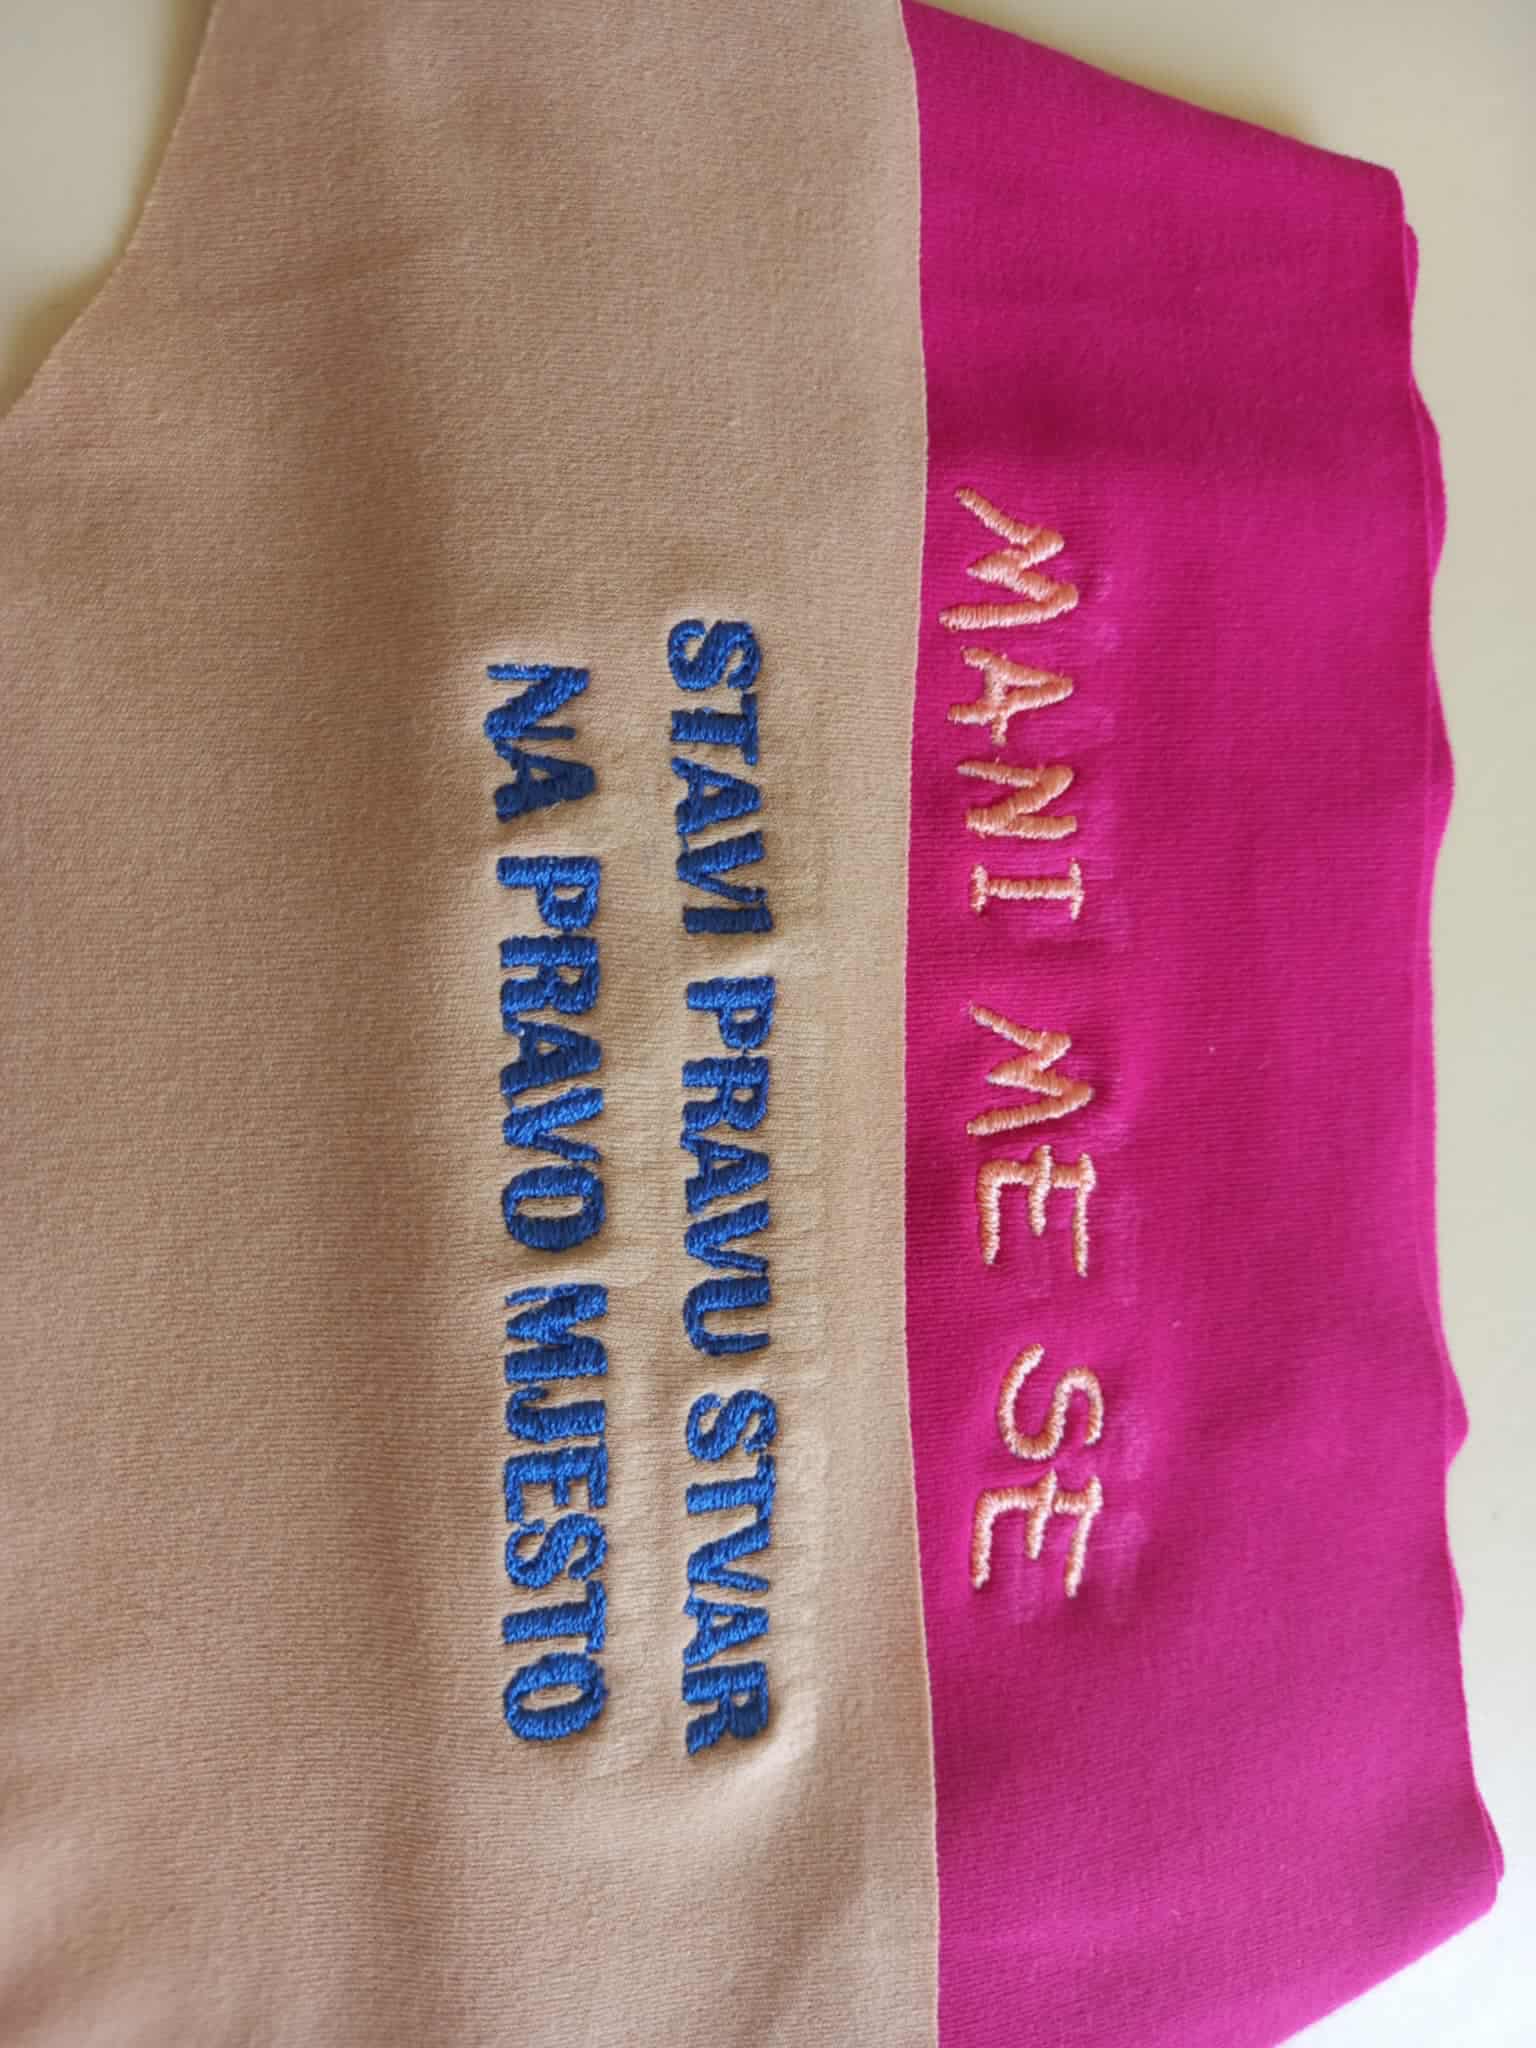 MANI ME SE
STAVI PRAVU STVAR
NA PRAVO MJESTO